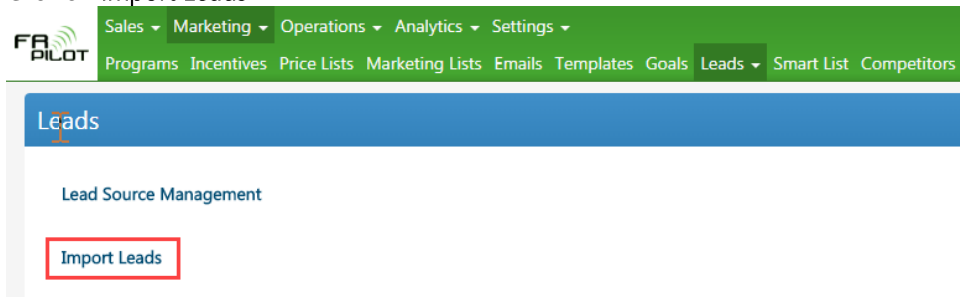 Sales Marketing Operations Analytics Settings
FA PILOT
Programs Incentives Price Lists Marketing Lists Emails Templates Goals Leads Smart List Competitors
Leads
Lead Source Management
Import Leads